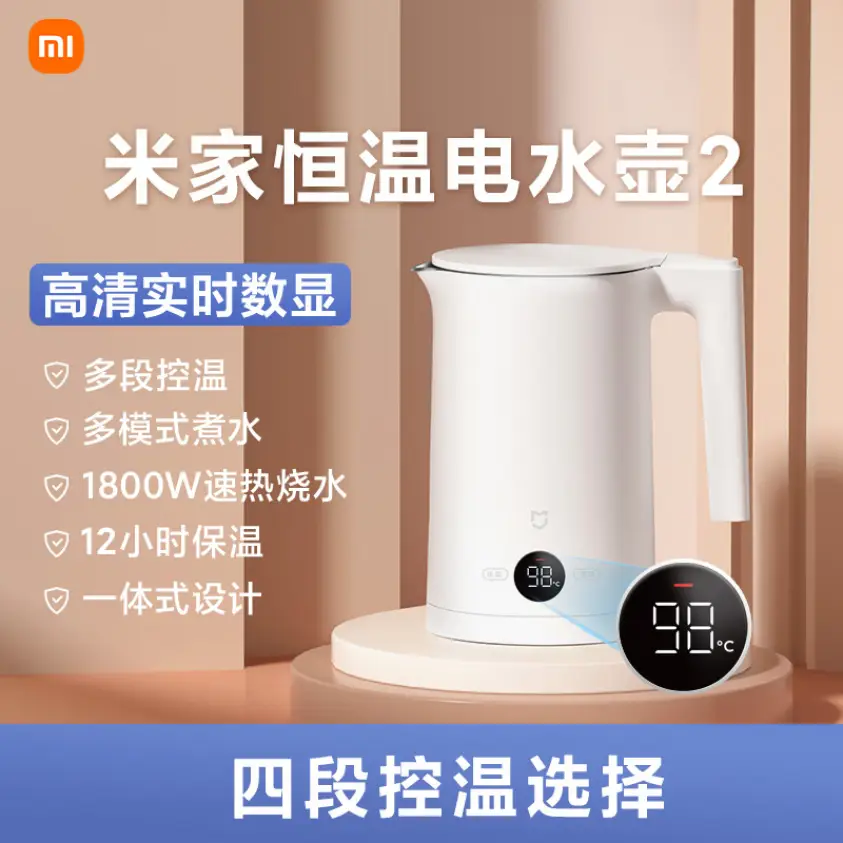 mi
米家恒温电水壶2
高清实时数显
多段控温
多模式煮水
1800W速热烧水
12小时保温
一体式设计
98℃
98℃
四段控温选择